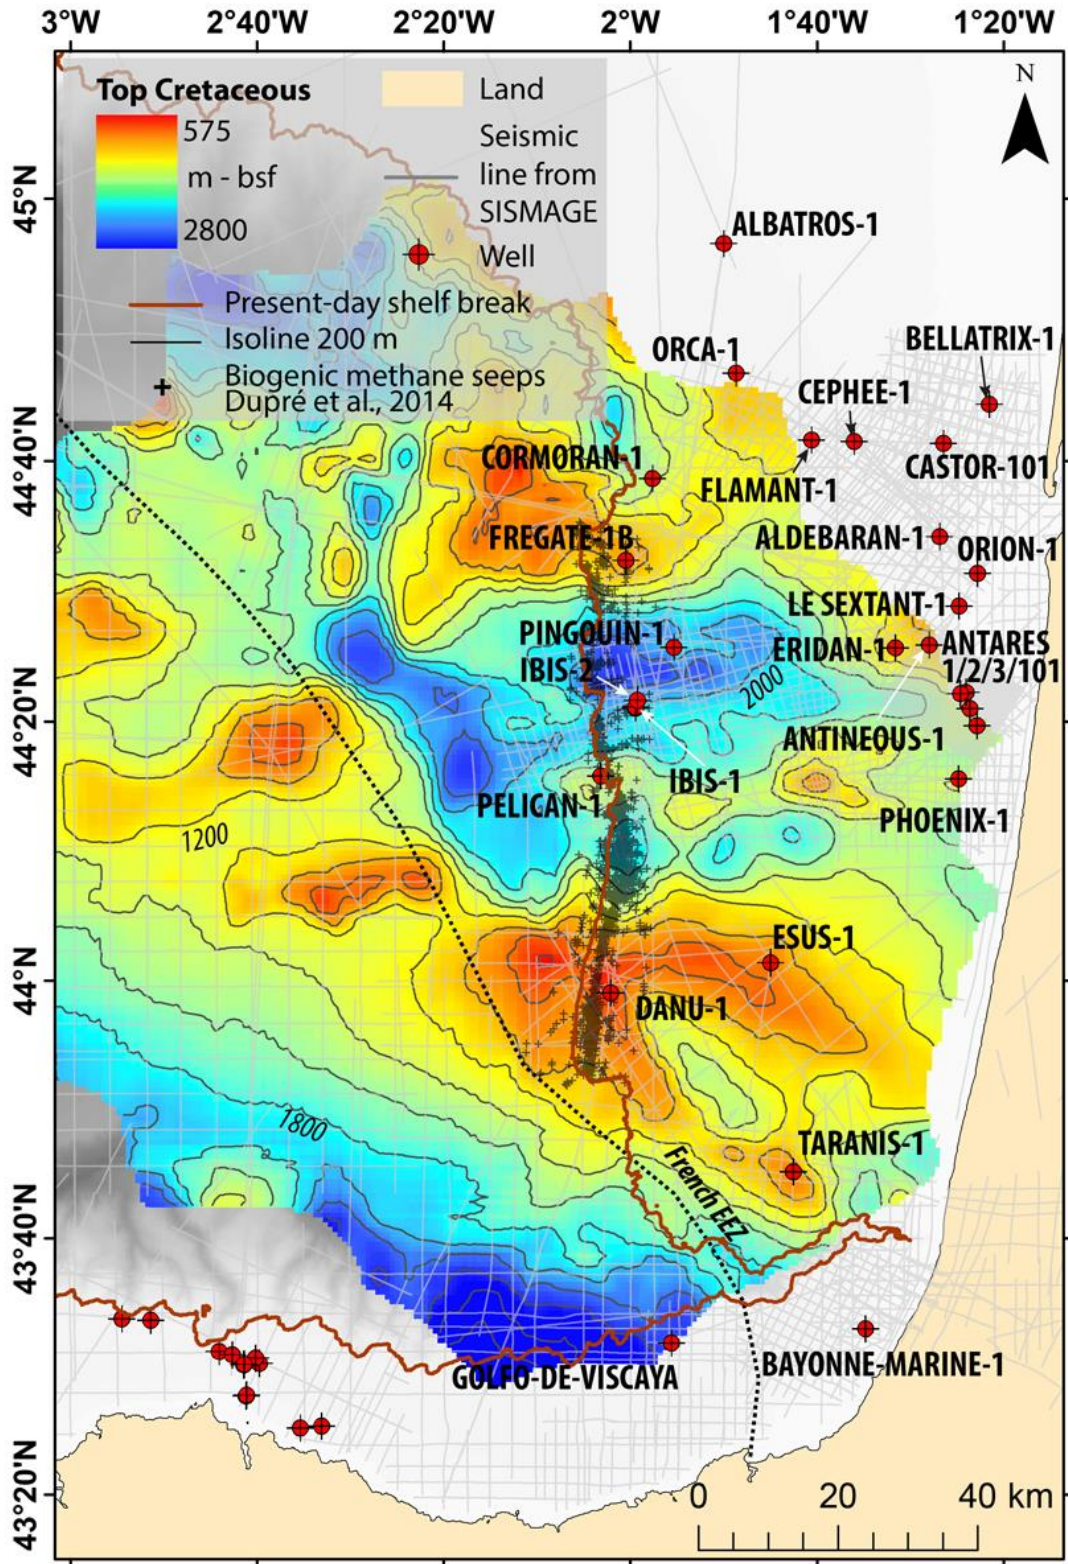 3°W 2°40'W 2°20'W 2°0'W 1°40'W 1°20'W
Top Cretaceous
575
m - bsf
2800
Land
Seismic
line from
SISMAGE
Well
Present-day shelf break
Isoline 200 m
Biogenic methane seeps
Dupré et al., 2014
N
45°N
44°40'N
44°20'N
44°N
43°40'N
43°20'N
ALBATROS-1
ORCA-1
BELLATRIX-1
CEPHEE-1
CORMORAN-1
CASTOR-101
FLAMANT-1
FREGATE-1B
ALDEBARAN-1
ORION-1
LE SEXTANT-1
PINGOUIN-1
ERIDAN-1
ANTARES
1/2/3/101
IBIS-2
2000
ANTINEOUS-1
IBIS-1
PELICAN-1
PHOENIX-1
1200
ESUS-1
DANU-1
1800
TARANIS-1
French EEZ
GOLFO-DE-VISCAYA
BAYONNE-MARINE-1
0 20 40 km